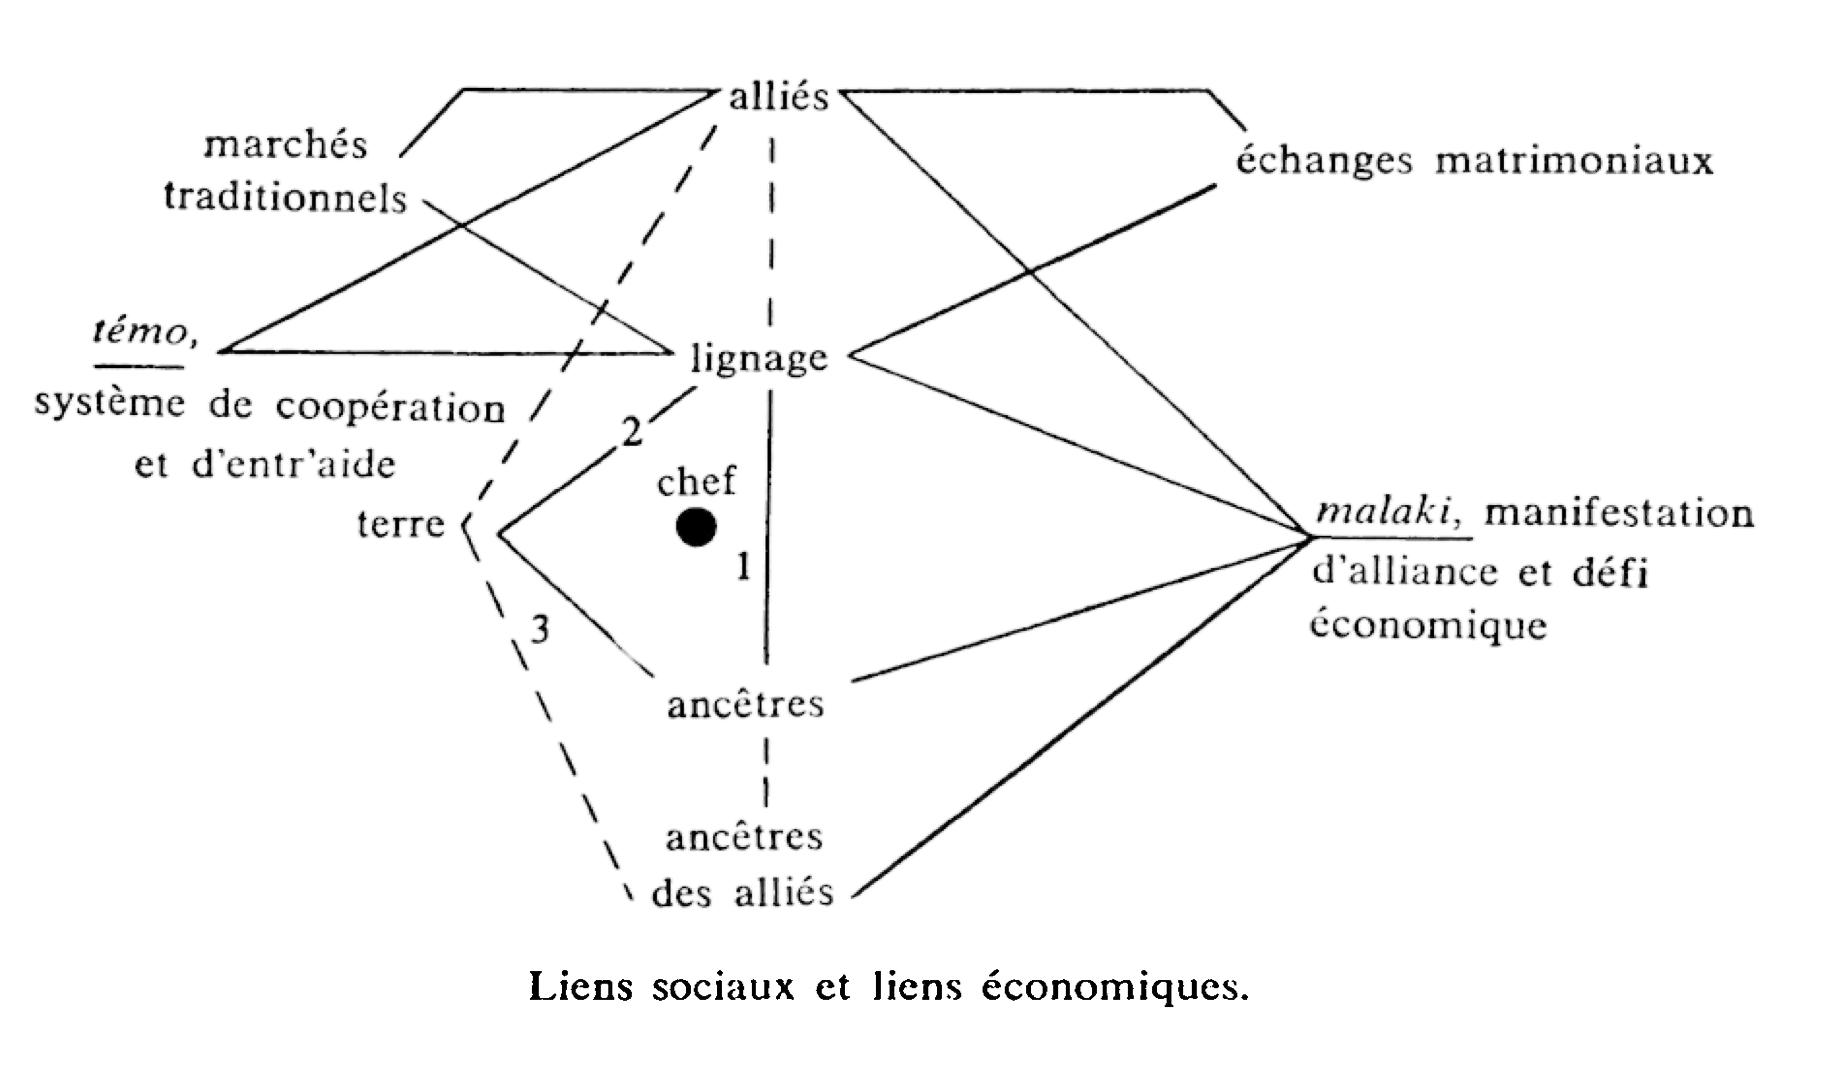 alliés
marchés
traditionnels
échanges matrimoniaux
témo,
système de coopération
et d'entr'aide
lignage
2
chef
terre
1
malaki, manifestation
d'alliance et défi
économique
3
ancêtres
ancêtres
des alliés
Liens sociaux et liens économiques.